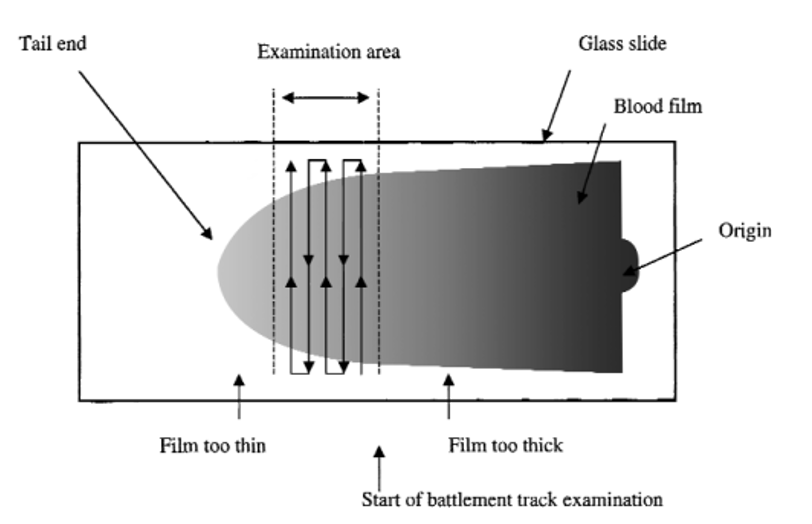 Tail end
Examination area
Glass slide
Blood film
Origin
Film too thin
Film too thick
Start of battlement track examination